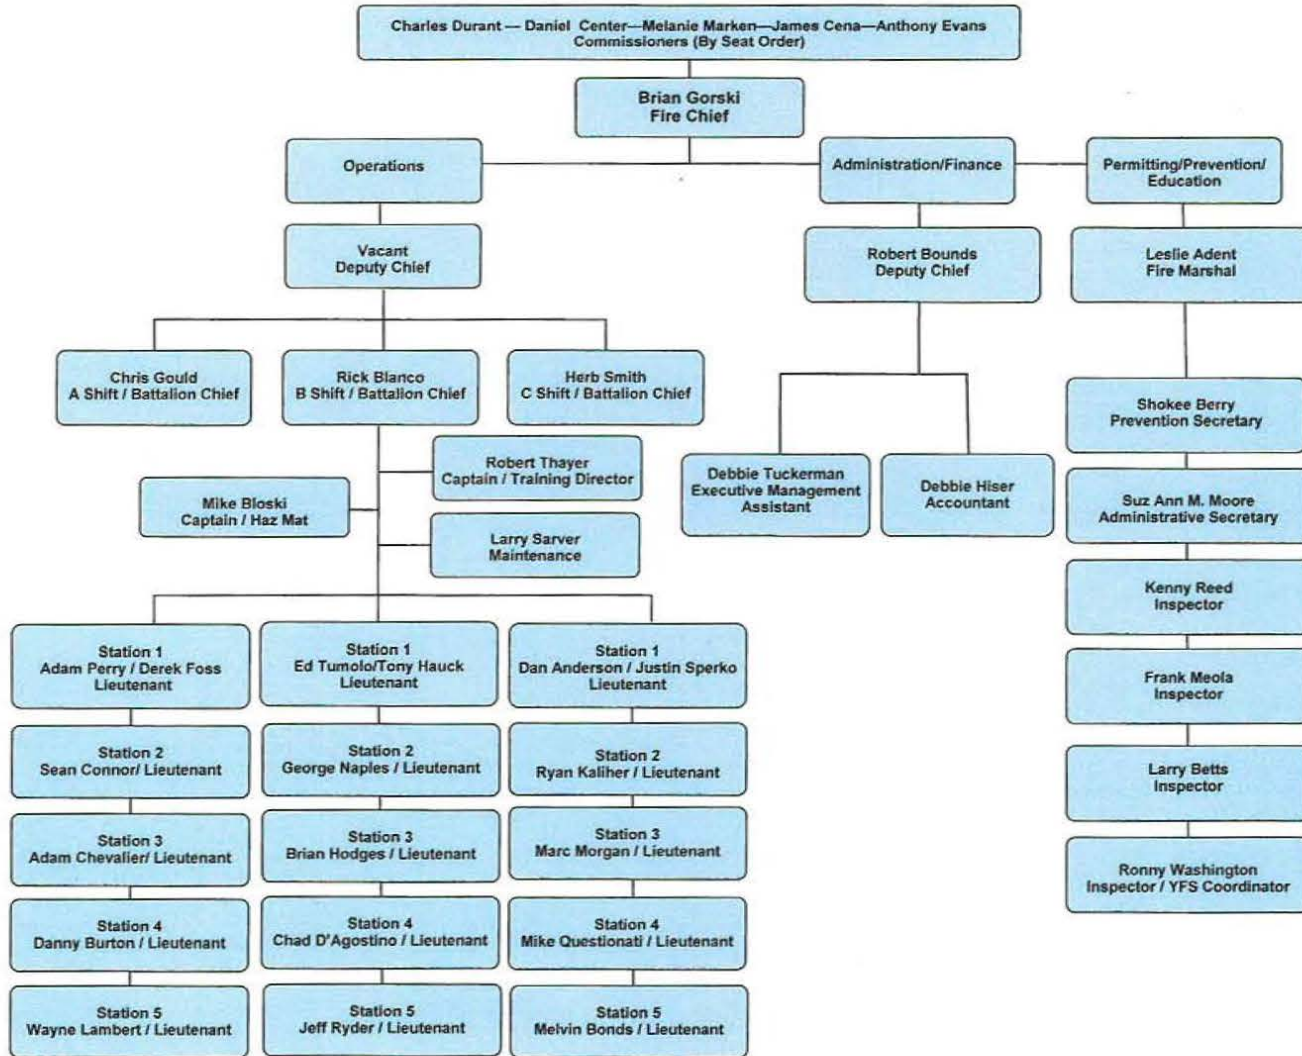 Charles Durant — Daniel Center—Melanie Marken—James Cena—Anthony Evans
Commissioners (By Seat Order)
Brian Gorski
Fire Chief
Operations
Administration/Finance
Permitting/Prevention/
Education
Vacant
Deputy Chief
Robert Bounds
Deputy Chief
Leslie Adent
Fire Marshal
Chris Gould
A Shift / Battalion Chief
Rick Blanco
B Shift / Battalion Chief
Herb Smith
C Shift / Battalion Chief
Shokee Berry
Prevention Secretary
Robert Thayer
Captain / Training Director
Mike Bloski
Captain / Haz Mat
Larry Sarver
Maintenance
Debbie Tuckerman
Executive Management
Assistant
Debbie Hiser
Accountant
Suz Ann M. Moore
Administrative Secretary
Kenny Reed
Inspector
Frank Meola
Inspector
Larry Betts
Inspector
Ronny Washington
Inspector / YFS Coordinator
Station 1
Adam Perry / Derek Foss
Lieutenant
Station 2
Sean Connor/ Lieutenant
Station 3
Adam Chevalier/ Lieutenant
Station 4
Danny Burton / Lieutenant
Station 5
Wayne Lambert / Lieutenant
Station 1
Ed Tumolo/Tony Hauck
Lieutenant
Station 2
George Naples / Lieutenant
Station 3
Brian Hodges / Lieutenant
Station 4
Chad D'Agostino / Lieutenant
Station 5
Jeff Ryder / Lieutenant
Station 1
Dan Anderson / Justin Sperko
Lieutenant
Station 2
Ryan Kaliher / Lieutenant
Station 3
Marc Morgan / Lieutenant
Station 4
Mike Questionati / Lieutenant
Station 5
Melvin Bonds / Lieutenant